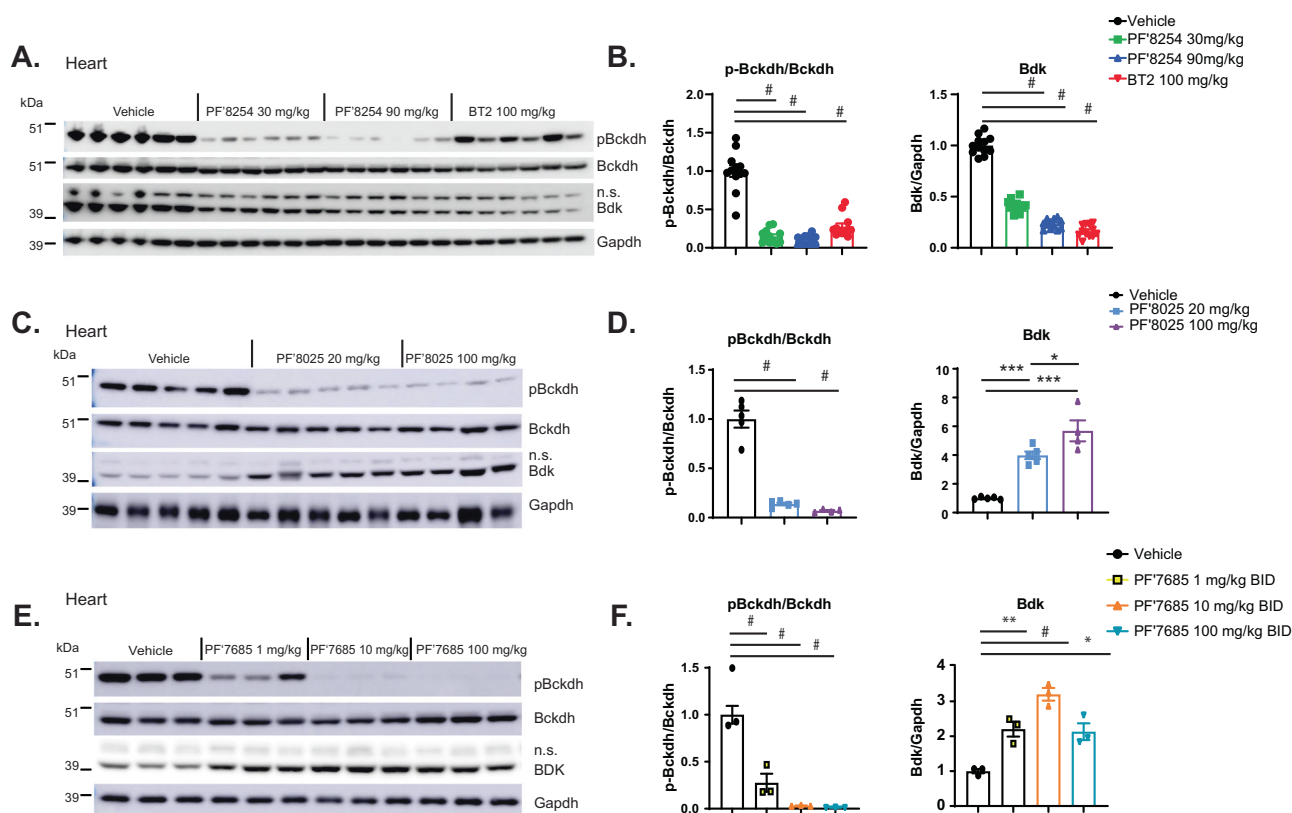 A.
Heart
kDa
Vehicle
PF'8254 30 mg/kg
PF'8254 90 mg/kg
BT2 100 mg/kg
51
pBckdh
51
Bckdh
n.s.
39
Bdk
39
Gapdh
B.
Vehicle
PF'8254 30mg/kg
PF'8254 90mg/kg
BT2 100 mg/kg
p-Bckdh/Bckdh
p-Bckdh/Bckdh
2.0
1.5
1.0
0.5
0.0
# # #
Bdk
Bdk/Gapdh
1.5
1.0
0.5
0.0
# # #
C.
Heart
kDa
Vehicle
PF'8025 20 mg/kg
PF'8025 100 mg/kg
51
pBckdh
51
Bckdh
n.s.
39
Bdk
39
Gapdh
D.
Vehicle
PF'8025 20 mg/kg
PF'8025 100 mg/kg
pBckdh/Bckdh
p-Bckdh/Bckdh
1.5
1.0
0.5
0.0
# #
Bdk
Bdk/Gapdh
10
8
6
4
2
0
*
***
***
E.
Heart
kDa
Vehicle
PF'7685 1 mg/kg
PF'7685 10 mg/kg
PF'7685 100 mg/kg
51
pBckdh
51
Bckdh
n.s.
39
BDK
39
Gapdh
F.
Vehicle
PF'7685 1 mg/kg BID
PF'7685 10 mg/kg BID
PF'7685 100 mg/kg BID
pBckdh/Bckdh
p-Bckdh/Bckdh
1.5
1.0
0.5
0.0
# # #
Bdk
Bdk/Gapdh
4
3
2
1
0
**
#
*